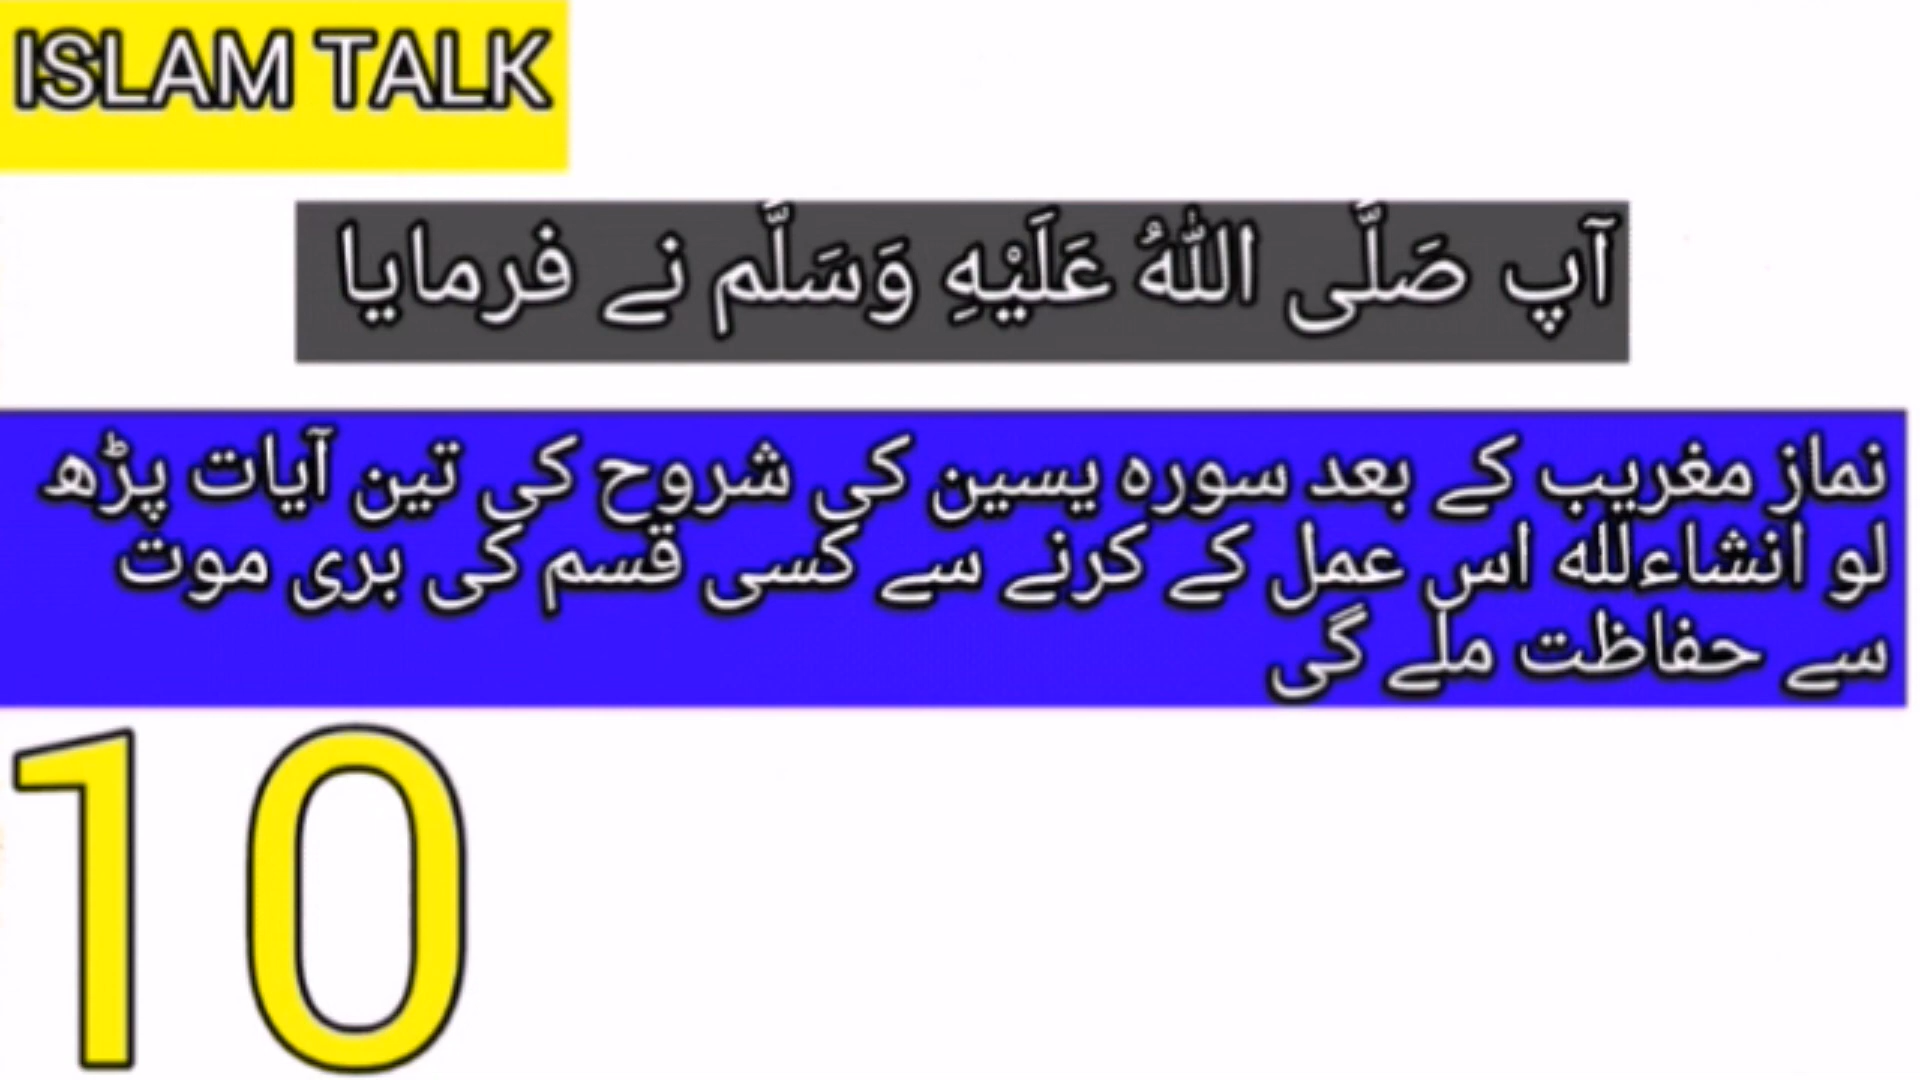 ISLAM TALK
آپ صَلَّی اللّٰهُ عَلَیْهِ وَسَلَّم نے فرمایا
نماز مغریب کے بعد سورہ یسین کی شروح کی تین آیات پڑھ
لو انشاءلله اس عمل کے کرنے سے کسی قسم کی بری موت
سے حفاظت ملے گی
10